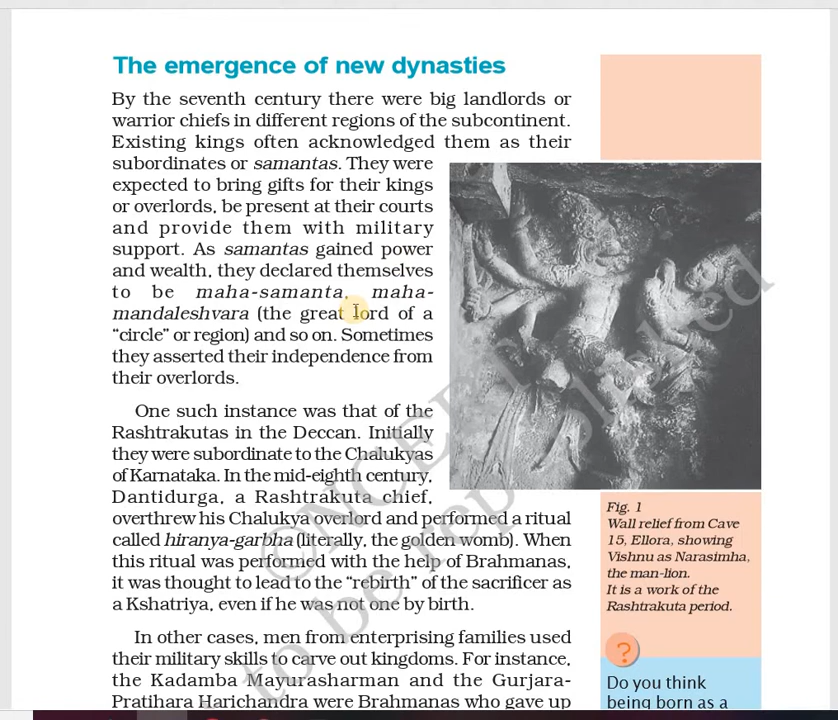 The emergence of new dynasties
By the seventh century there were big landlords or
warrior chiefs in different regions of the subcontinent.
Existing kings often acknowledged them as their
subordinates or samantas. They were
expected to bring gifts for their kings
or overlords, be present at their courts
and provide them with military
support. As samantas gained power
and wealth, they declared themselves
to be maha-samanta, maha-
mandaleshvara (the great lord of a
“circle” or region) and so on. Sometimes
they asserted their independence from
their overlords.
One such instance was that of the
Rashtrakutas in the Deccan. Initially
they were subordinate to the Chalukyas
of Karnataka. In the mid-eighth century,
Dantidurga, a Rashtrakuta chief,
overthrew his Chalukya overlord and performed a ritual
called hiranya-garbha (literally, the golden womb). When
this ritual was performed with the help of Brahmanas,
it was thought to lead to the “rebirth” of the sacrificer as
a Kshatriya, even if he was not one by birth.
In other cases, men from enterprising families used
their military skills to carve out kingdoms. For instance,
the Kadamba Mayurasharman and the Gurjara-
Pratihara Harichandra were Brahmanas who gave up
Fig. 1
Wall relief from Cave
15, Ellora, showing
Vishnu as Narasimha,
the man-lion.
It is a work of the
Rashtrakuta period.
?
Do you think
being born as a
©NCERT
to be republished